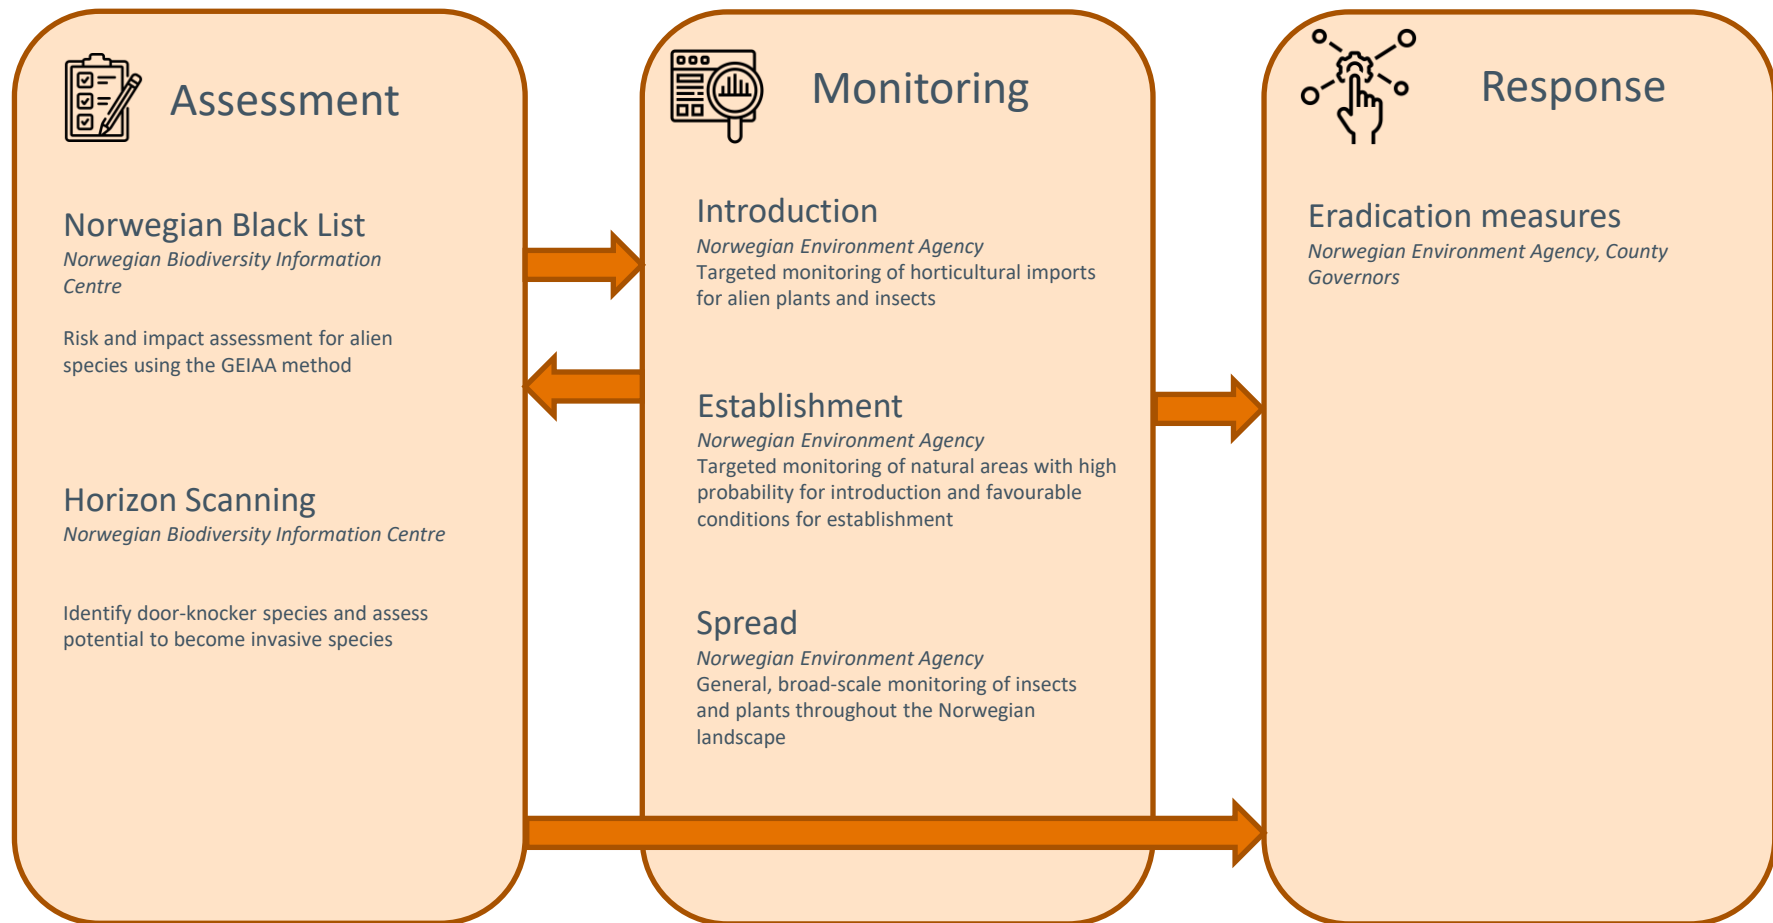 Assessment
Norwegian Black List
Norwegian Biodiversity Information
Centre
Risk and impact assessment for alien
species using the GEIAA method
Horizon Scanning
Norwegian Biodiversity Information Centre
Identify door-knocker species and assess
potential to become invasive species
Monitoring
Introduction
Norwegian Environment Agency
Targeted monitoring of horticultural imports
for alien plants and insects
Establishment
Norwegian Environment Agency
Targeted monitoring of natural areas with high
probability for introduction and favourable
conditions for establishment
Spread
Norwegian Environment Agency
General, broad-scale monitoring of insects
and plants throughout the Norwegian
landscape
Response
Eradication measures
Norwegian Environment Agency, County
Governors